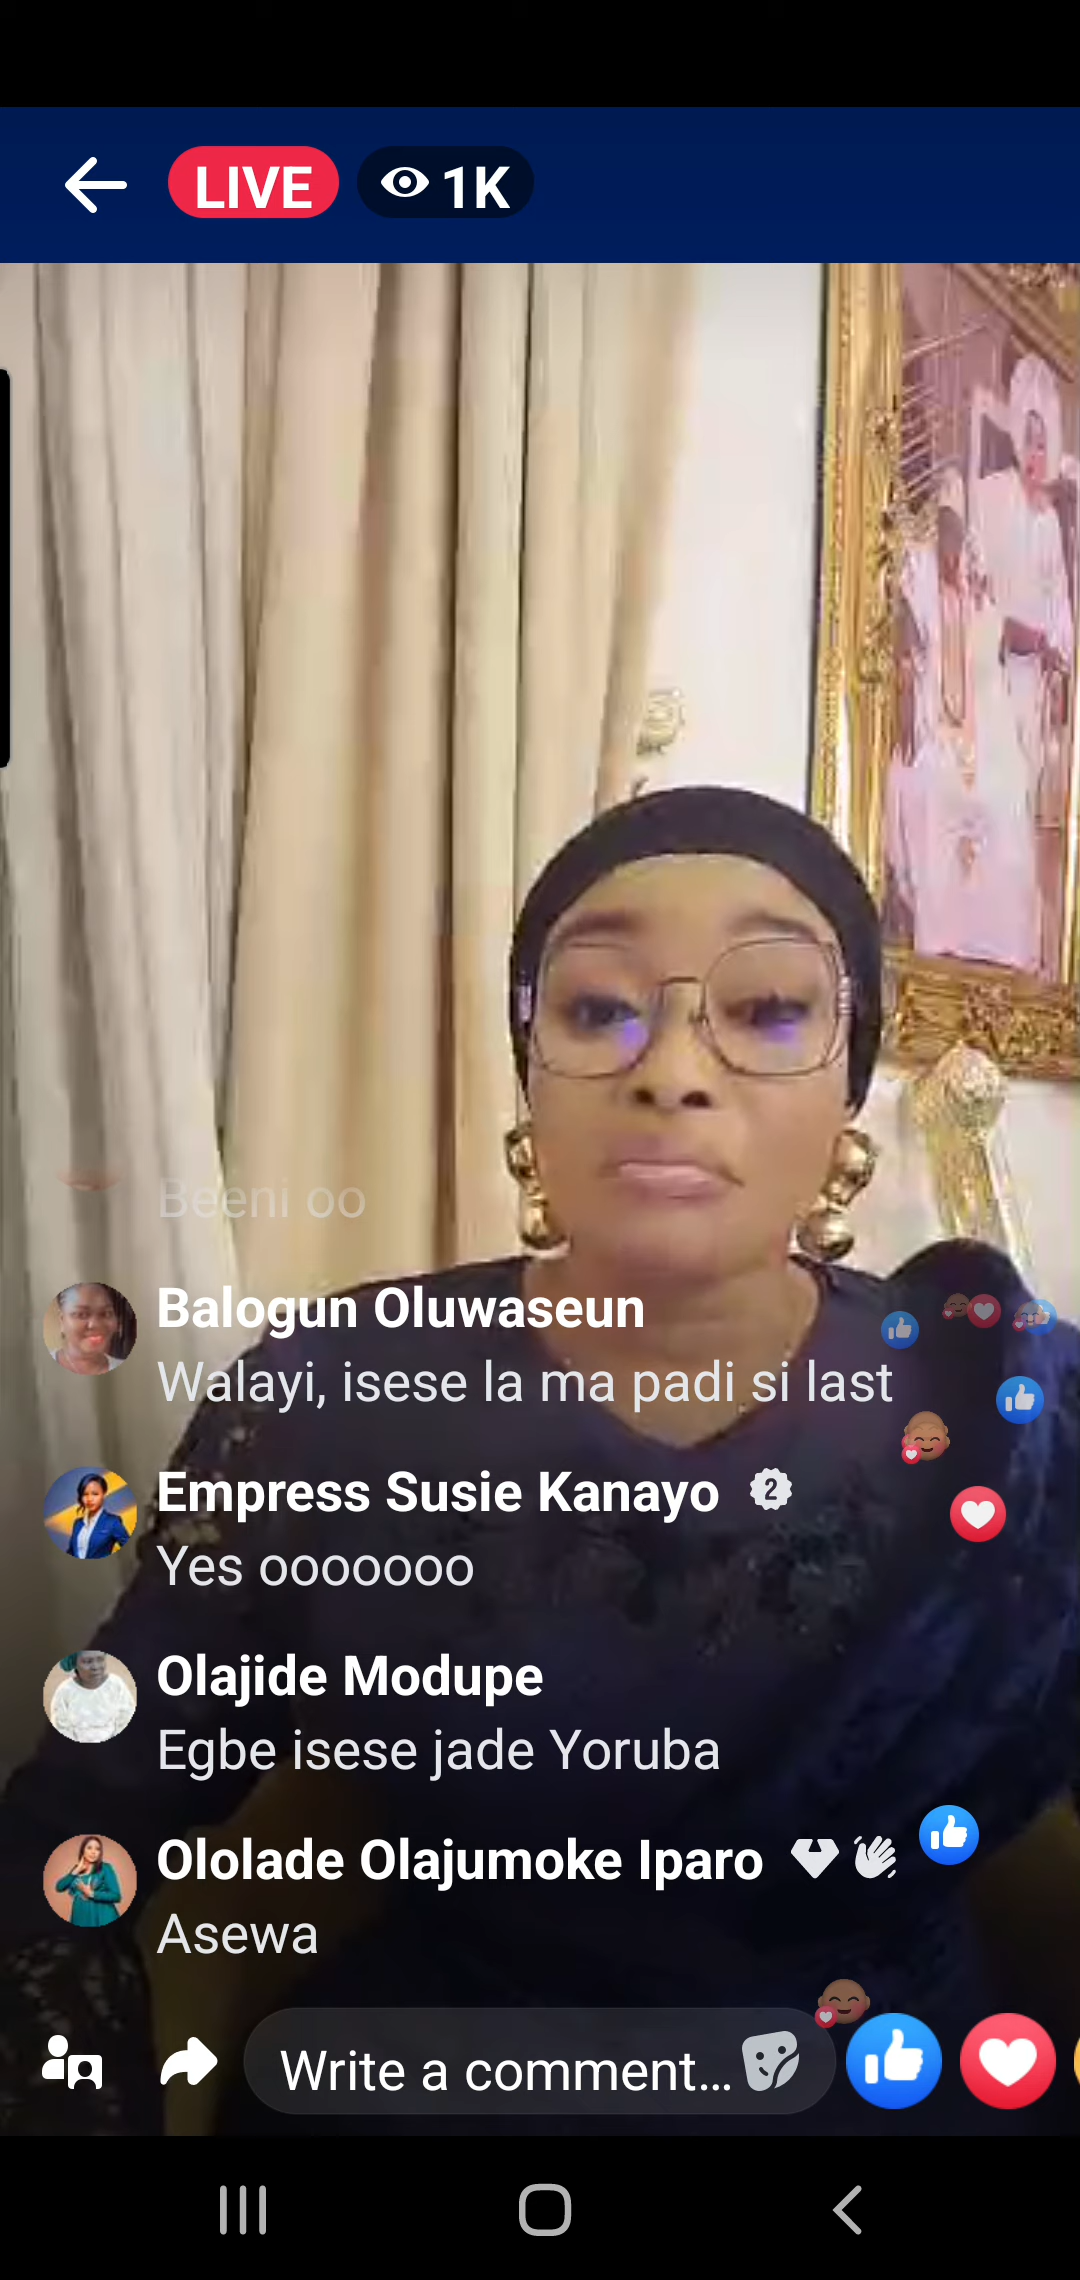 LIVE
1K
Beeni oo
Balogun Oluwaseun
Walayi, isese la ma padi si last
Empress Susie Kanayo 2
Yes ooooooo
Olajide Modupe
Egbe isese jade Yoruba
Ololade Olajumoke Iparo
Asewa
Write a comment...